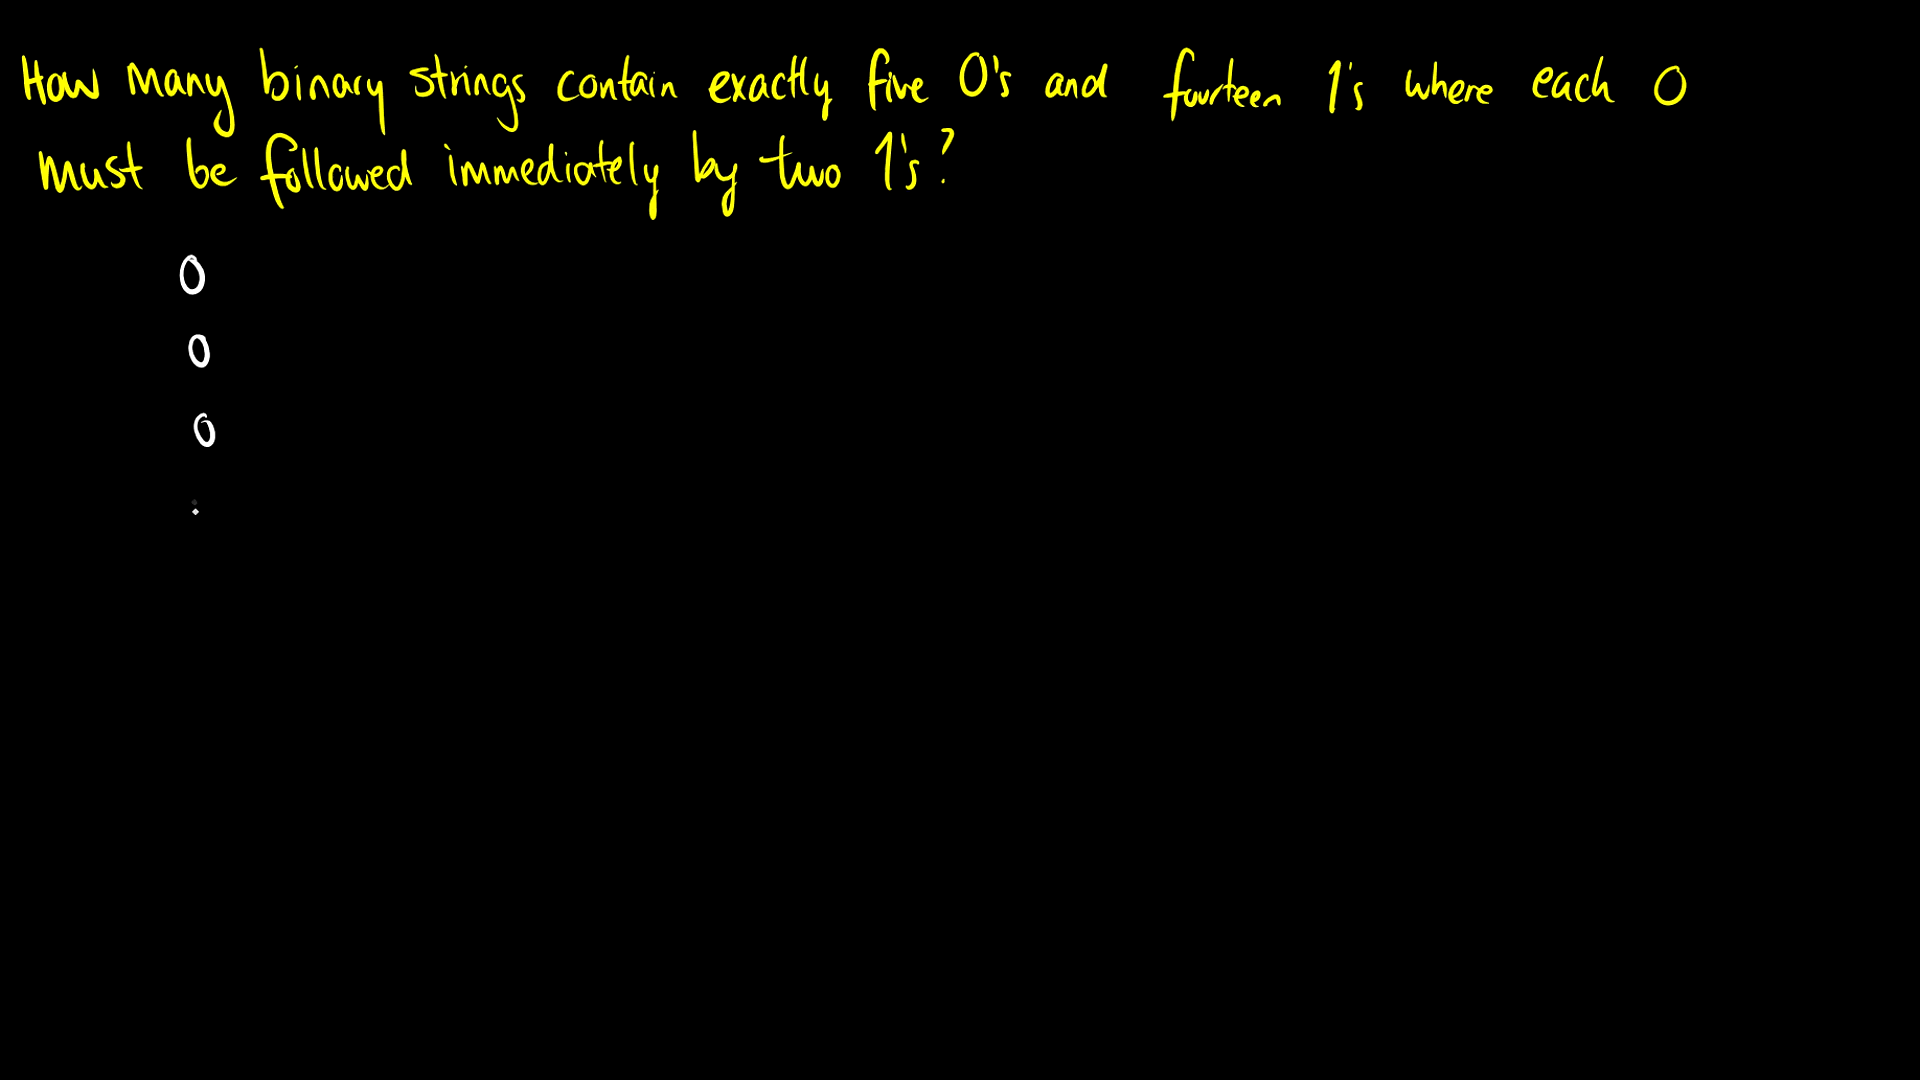 How many binary strings contain exactly five 0's and fourteen 1's where each 0
must be followed immediately by two 1's?
0
0
0